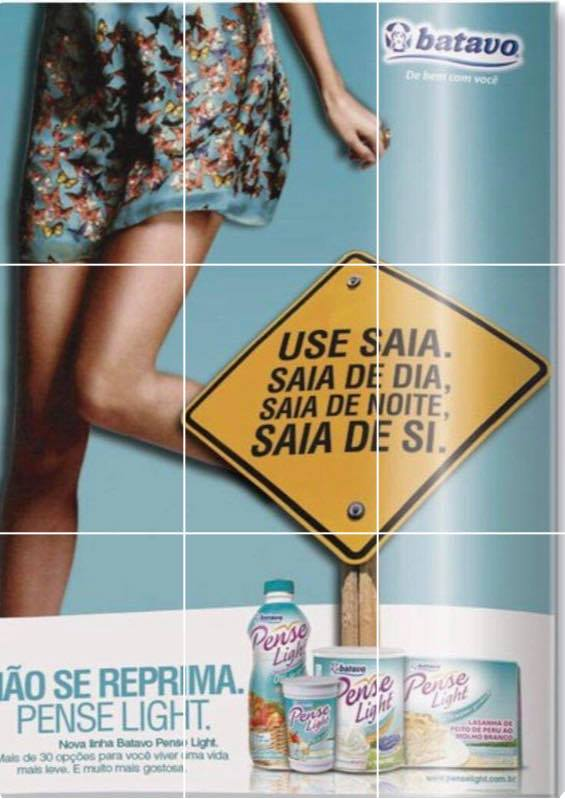 batavo
De bem com você
USE SAIA.
SAIA DE DIA,
SAIA DE NOITE,
SAIA DE SI.
NÃO SE REPRIMA.
PENSE LIGHT.
Nova linha Batavo Pense Light.
Mais de 30 opções para você viver uma vida
mais leve. E muito mais gostosa.
batavo
Pense
Light
Pense
Light
batavo
Pense
Light
batavo
Pense
Light
LASANHA DE
PEITO DE PERU AO
MOLHO BRANCO
www.penselight.com.br